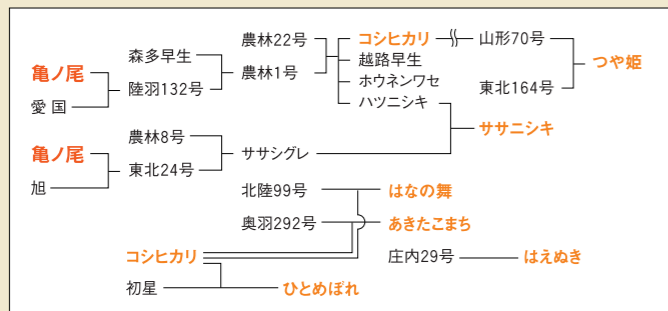 農林22号
コシヒカリ
山形70号
森多早生
越路早生
つや姫
亀ノ尾
農林1号
ホウネンワセ
陸羽132号
東北164号
愛国
ハツニシキ
ササニシキ
農林8号
亀ノ尾
ササシグレ
東北24号
旭
北陸99号
はなの舞
奥羽292号
あきたこまち
コシヒカリ
庄内29号
はえぬき
初星
ひとめぼれ